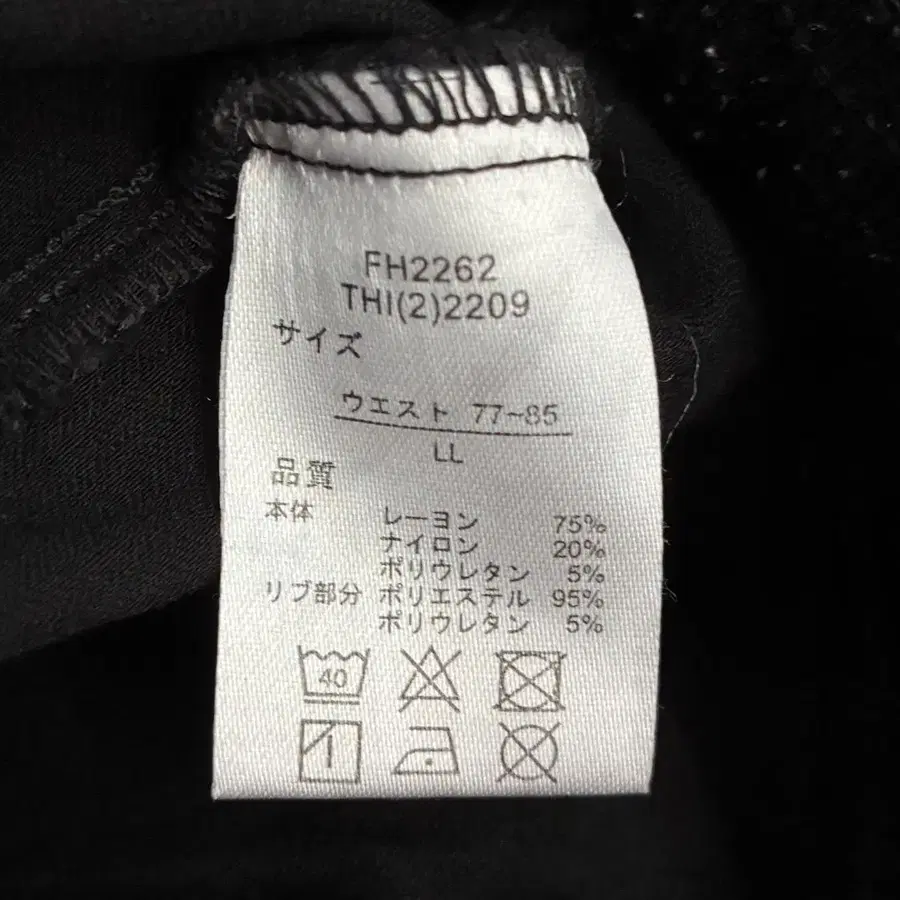 FH2262
THI(2)2209
サイズ
ウエスト 77~85
LL
品質
本体 レーヨン 75%
ナイロン 20%
ポリウレタン 5%
リブ部分 ポリエステル 95%
ポリウレタン 5%
40